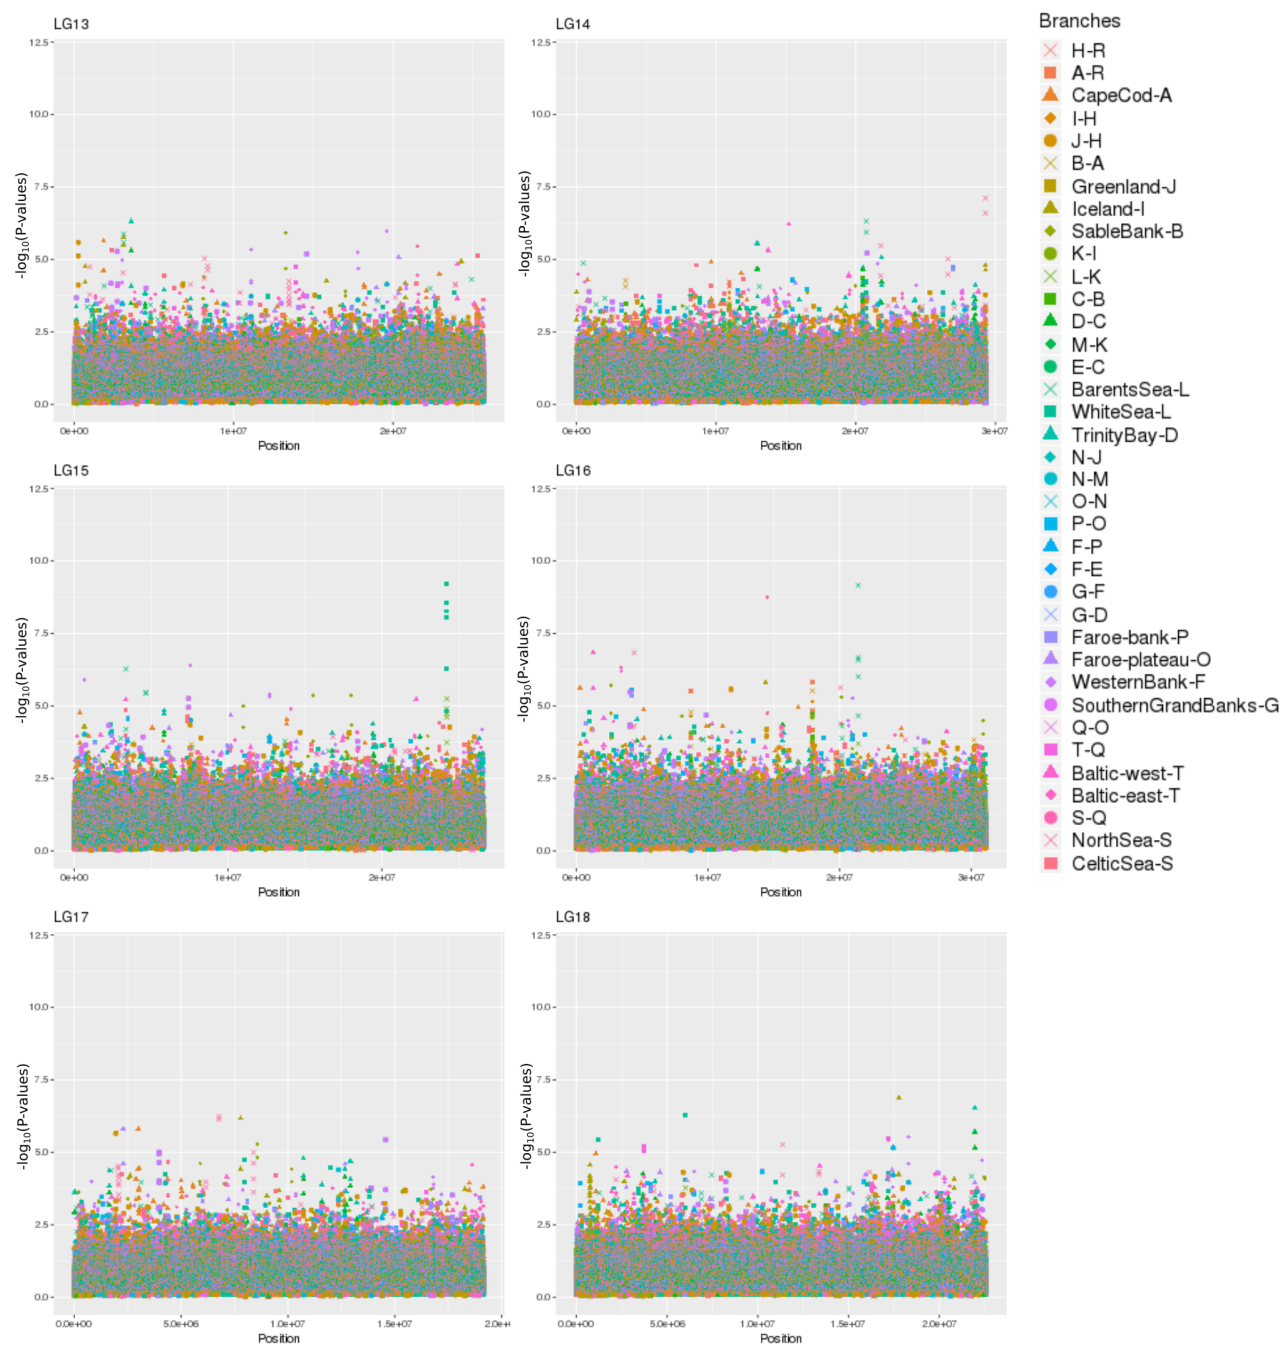 LG13
12.5
10.0
7.5
5.0
2.5
0.0
-log10(P-values)
0e+00 1e+07 2e+07
Position
LG14
12.5
10.0
7.5
5.0
2.5
0.0
-log10(P-values)
0e+00 1e+07 2e+07 3e+07
Position
LG15
12.5
10.0
7.5
5.0
2.5
0.0
-log10(P-values)
0e+00 1e+07 2e+07
Position
LG16
12.5
10.0
7.5
5.0
2.5
0.0
-log10(P-values)
0e+00 1e+07 2e+07 3e+07
Position
LG17
12.5
10.0
7.5
5.0
2.5
0.0
-log10(P-values)
0.0e+00 5.0e+06 1.0e+07 1.5e+07
Position
LG18
12.5
10.0
7.5
5.0
2.5
0.0
-log10(P-values)
0.0e+00 5.0e+06 1.0e+07 1.5e+07 2.0e+07
Position
Branches
H-R
A-R
CapeCod-A
I-H
J-H
B-A
Greenland-J
Iceland-I
SableBank-B
K-I
L-K
C-B
D-C
M-K
E-C
BarentsSea-L
WhiteSea-L
TrinityBay-D
N-J
N-M
O-N
P-O
F-P
F-E
G-F
G-D
Faroe-bank-P
Faroe-plateau-O
WesternBank-F
SouthernGrandBanks-G
Q-O
T-Q
Baltic-west-T
Baltic-east-T
S-Q
NorthSea-S
CelticSea-S